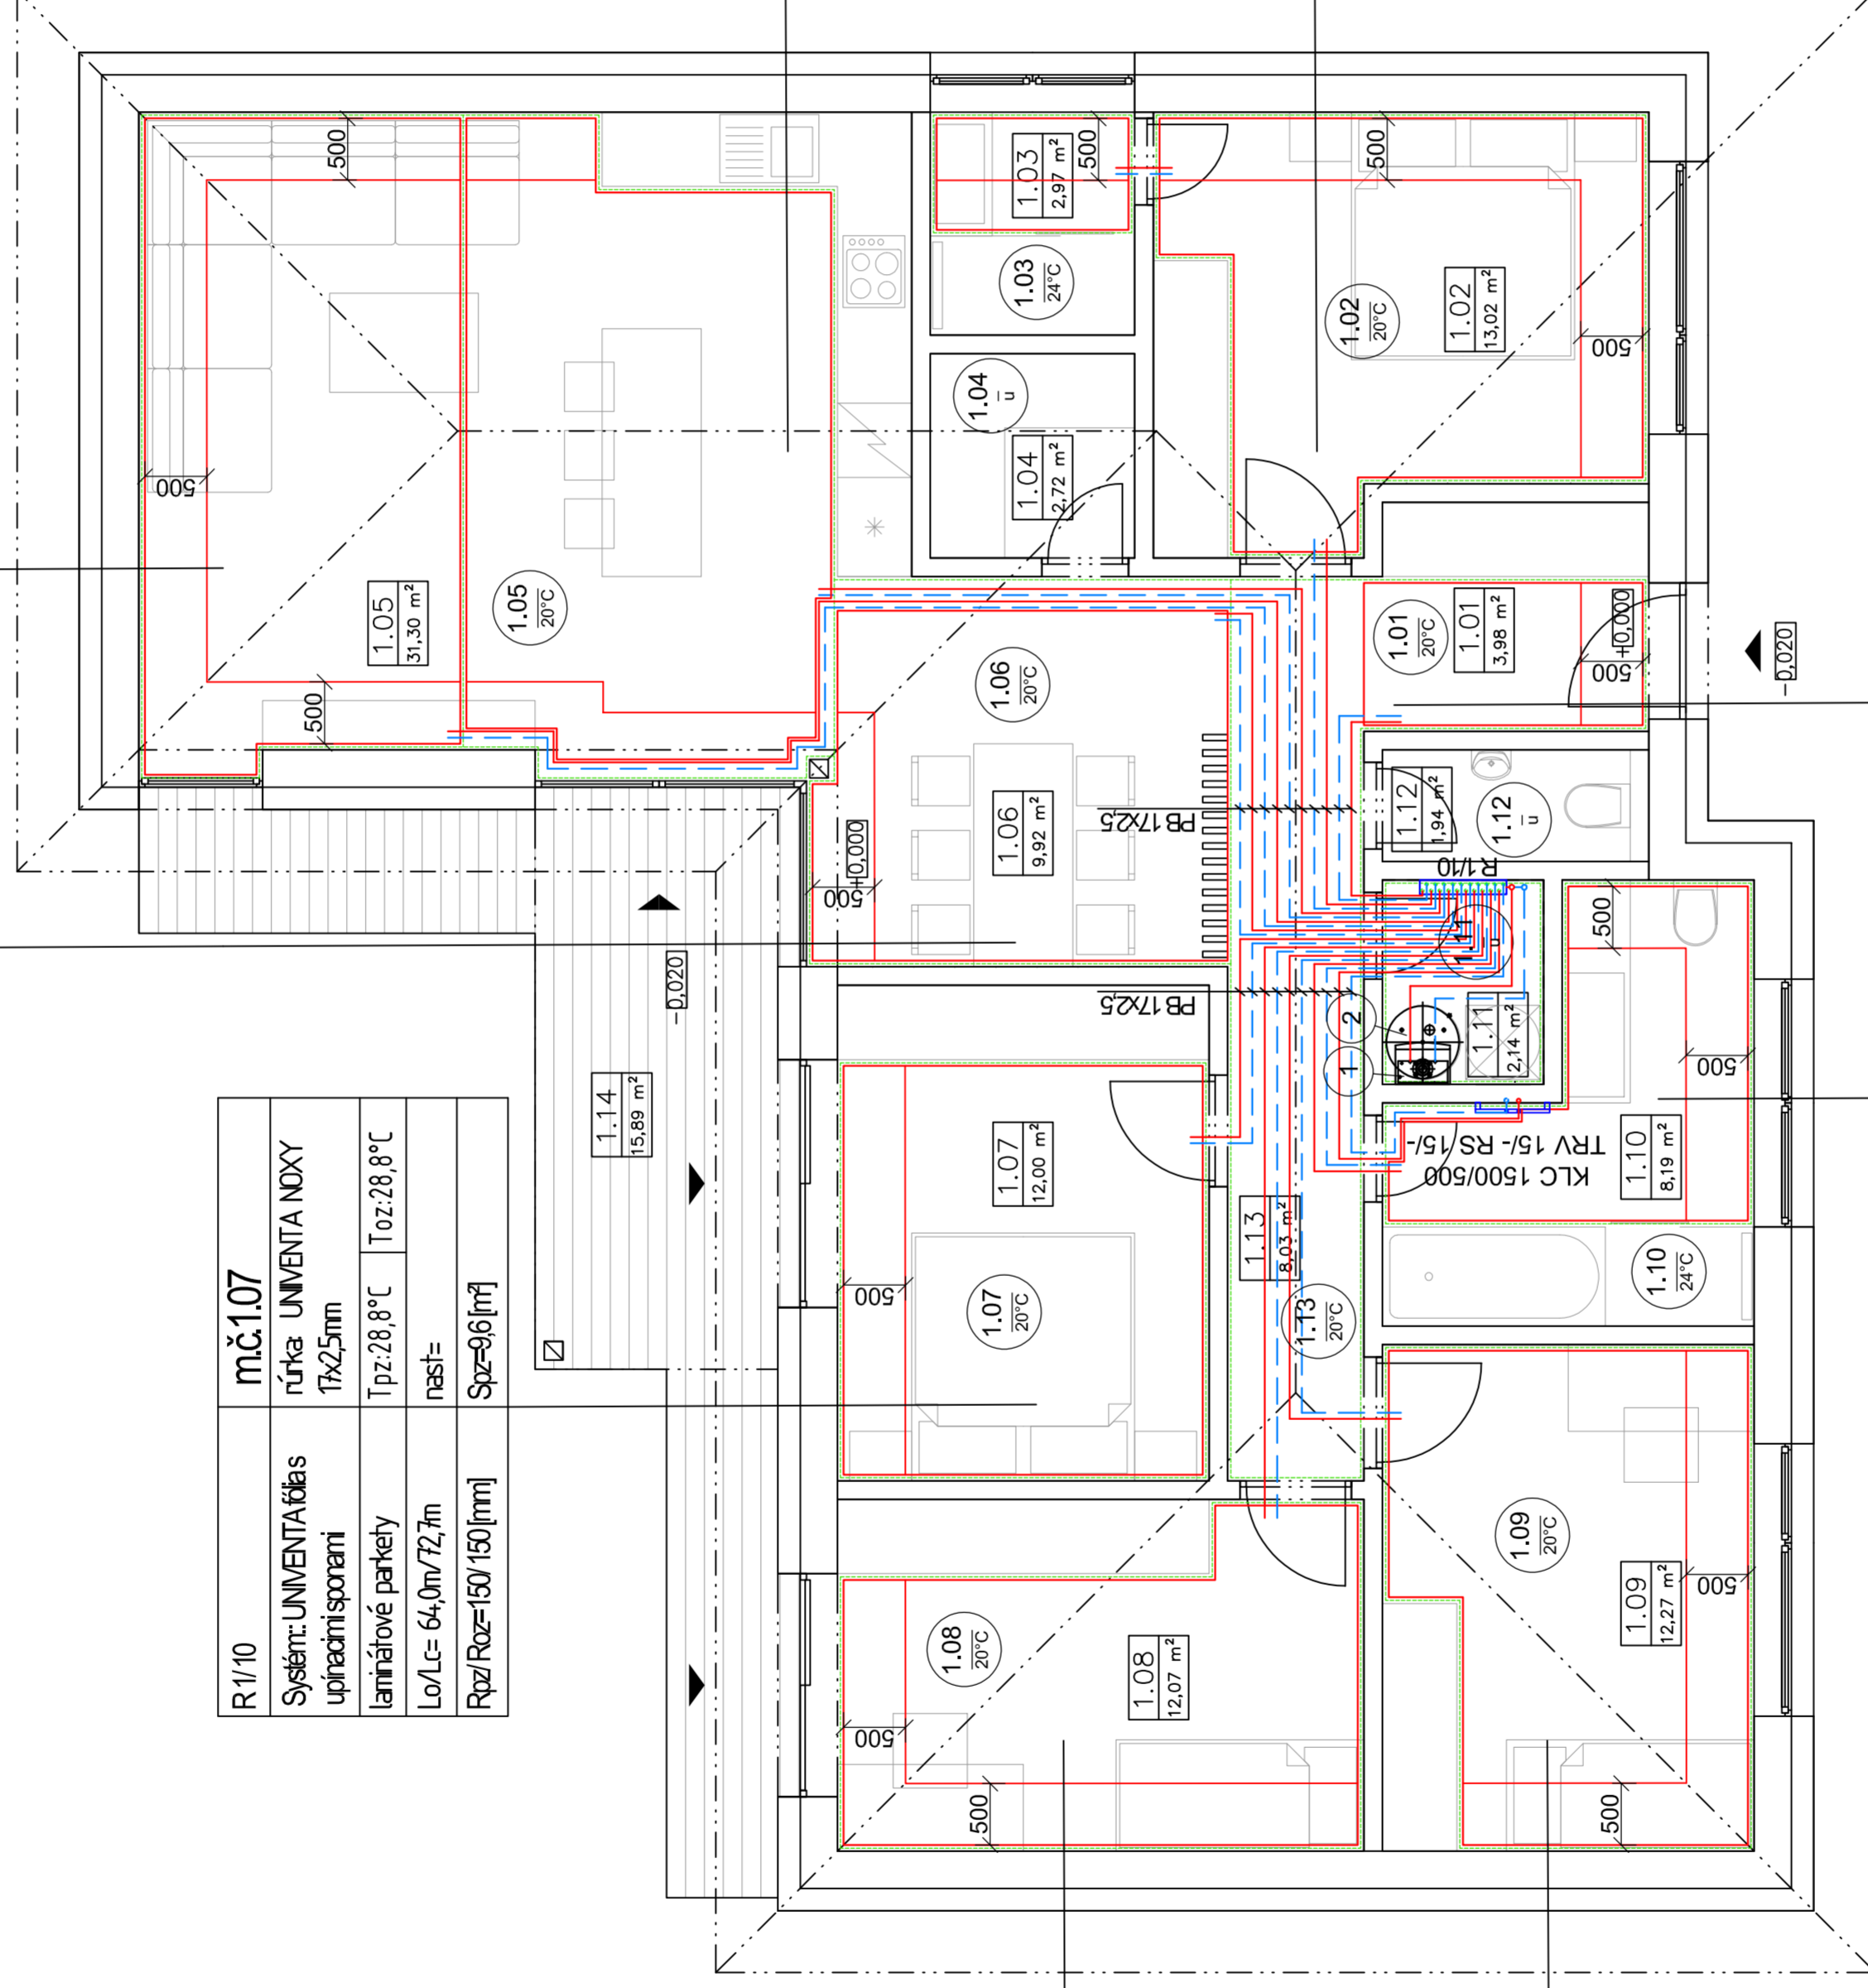 R1/10
m.č.1.07
Systém:: UNIVENTA fólia s
upínacími sponami
rúrka: UNIVENTA NOXY
17x2,5mm
laminátové parkety
Tpz:28,8°C
Toz:28,8°C
Lo/Lc= 64,0m/72,7m
nast=
Rpz/Roz=150/150[mm]
Spz=9,6[m²]
1.14
15,89 m²
-0,020
1.05
31,30 m²
1.05
20°C
500
500
500
1.03
2,97 m²
500
1.03
24°C
1.04
u
1.04
2,72 m²
1.02
20°C
1.02
13,02 m²
500
500
1.06
20°C
1.06
9,92 m²
500
+0,000
1.01
20°C
1.01
3,98 m²
500
+0,000
-0,020
PB 17x2,5
PB 17x2,5
1.12
1,94 m²
1.12
u
R1/10
u
1.11
2,14 m²
1
2
500
500
1.10
8,19 m²
1.10
24°C
KLC 1500/500
TRV 15/- RS 15/-
1.07
12,00 m²
1.07
20°C
500
1.13
8,03 m²
1.13
20°C
1.08
20°C
1.08
12,07 m²
500
500
1.09
20°C
1.09
12,27 m²
500
500